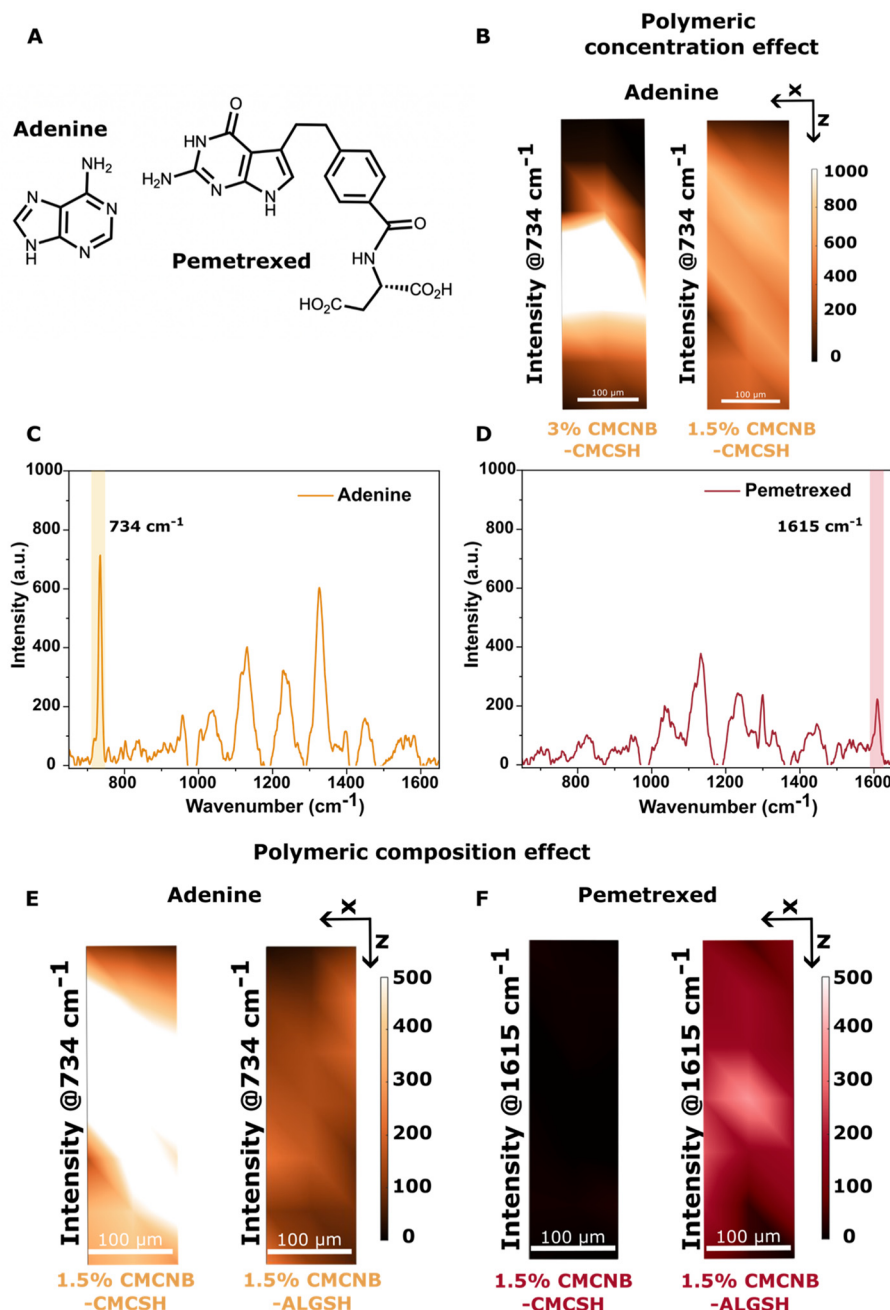 A
B
Polymeric
concentration effect
Adenine
NH₂
N
N
N
H
N
O
HN
H₂N
N
N
H
Pemetrexed
O
HN
HO₂C
CO₂H
Adenine
X
Z
Intensity @734 cm⁻¹
Intensity @734 cm⁻¹
1000
800
600
400
200
0
100 µm
100 µm
3% CMCNB
-CMCSH
1.5% CMCNB
-CMCSH
C
1000
800
600
400
200
0
Intensity (a.u.)
Adenine
734 cm⁻¹
800 1000 1200 1400 1600
Wavenumber (cm⁻¹)
D
1000
800
600
400
200
0
Intensity (a.u.)
Pemetrexed
1615 cm⁻¹
800 1000 1200 1400 1600
Wavenumber (cm⁻¹)
Polymeric composition effect
E
Adenine
X
Z
Intensity @734 cm⁻¹
Intensity @734 cm⁻¹
500
400
300
200
100
0
100 µm
100 µm
1.5% CMCNB
-CMCSH
1.5% CMCNB
-ALGSH
F
Pemetrexed
X
Z
Intensity @1615 cm⁻¹
Intensity @1615 cm⁻¹
500
400
300
200
100
0
100 µm
100 µm
1.5% CMCNB
-CMCSH
1.5% CMCNB
-ALGSH